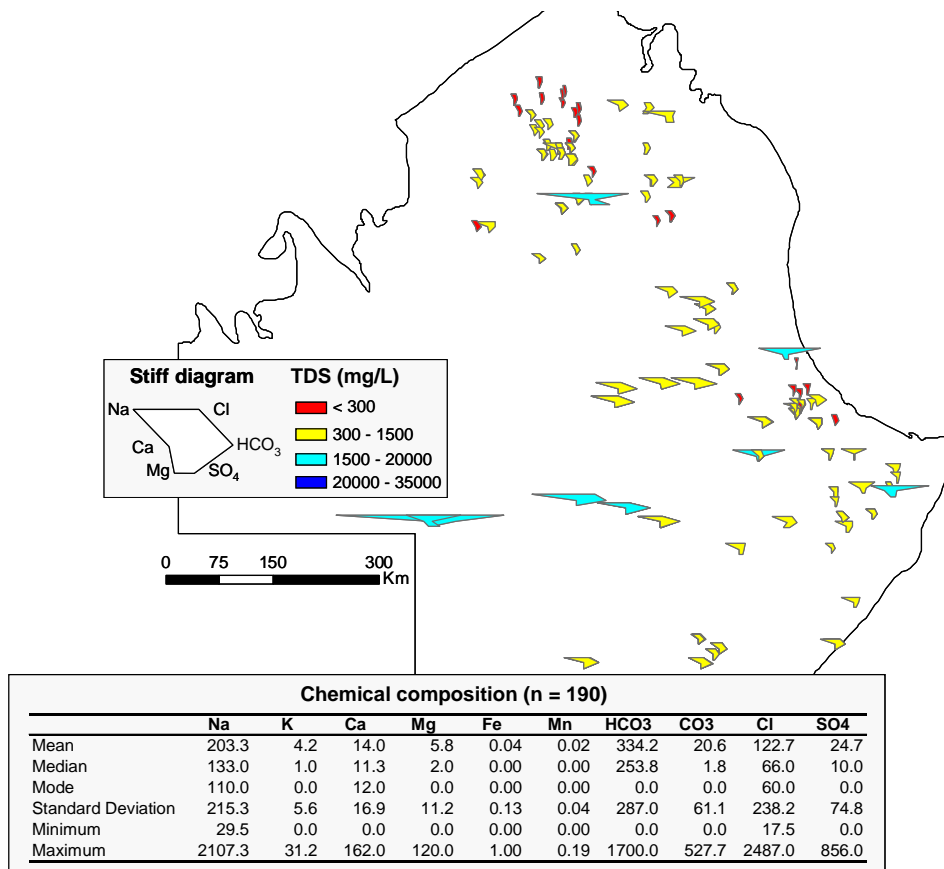 Stiff diagram
TDS (mg/L)
Na
Cl
Ca
HCO3
Mg
SO4
< 300
300 - 1500
1500 - 20000
20000 - 35000
0 75 150 300
Km
Chemical composition (n = 190)
Na K Ca Mg Fe Mn HCO3 CO3 Cl SO4
Mean 203.3 4.2 14.0 5.8 0.04 0.02 334.2 20.6 122.7 24.7
Median 133.0 1.0 11.3 2.0 0.00 0.00 253.8 1.8 66.0 10.0
Mode 110.0 0.0 12.0 0.0 0.00 0.00 0.0 0.0 60.0 0.0
Standard Deviation 215.3 5.6 16.9 11.2 0.13 0.04 287.0 61.1 238.2 74.8
Minimum 29.5 0.0 0.0 0.0 0.00 0.00 0.0 0.0 17.5 0.0
Maximum 2107.3 31.2 162.0 120.0 1.00 0.19 1700.0 527.7 2487.0 856.0